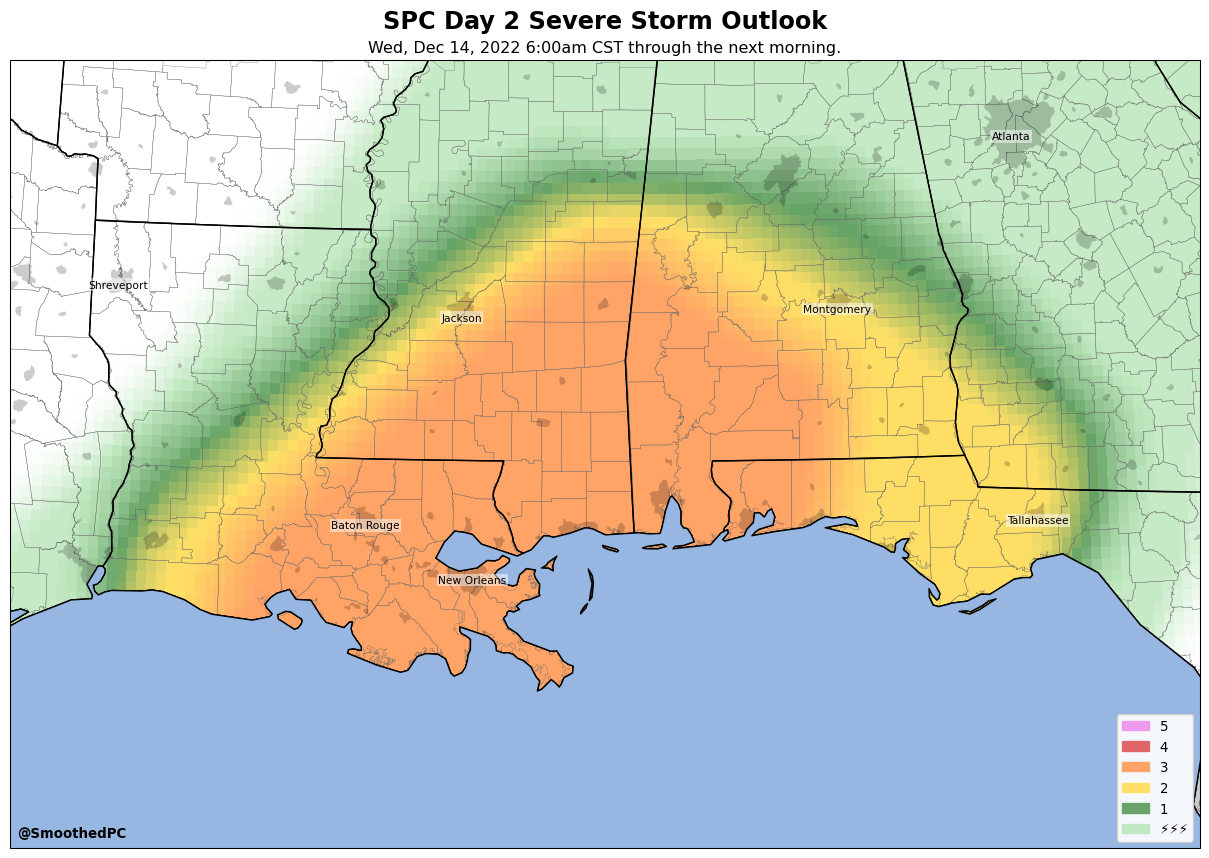 SPC Day 2 Severe Storm Outlook
Wed, Dec 14, 2022 6:00am CST through the next morning.
Atlanta
Shreveport
Jackson
Montgomery
Baton Rouge
Tallahassee
New Orleans
5
4
3
2
1
⚡⚡⚡
@SmoothedPC